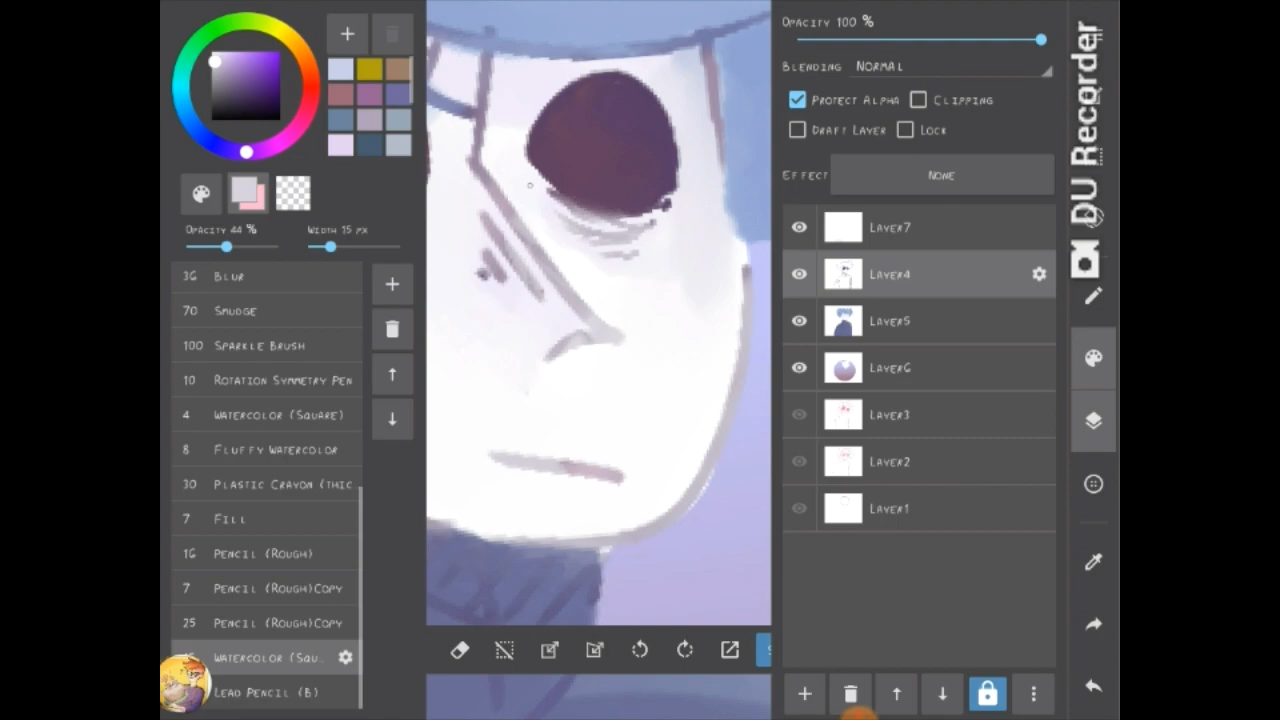 OPACITY 100 %
BLENDING NORMAL
PROTECT ALPHA CLIPPING
DRAFT LAYER LOCK
EFFECT NONE
LAYER7
LAYER4
LAYER5
LAYER6
LAYER3
LAYER2
LAYER1
OPACITY 44 % WIDTH 15 PX
36 BLUR
70 SMUDGE
100 SPARKLE BRUSH
10 ROTATION SYMMETRY PEN
4 WATERCOLOR (SQUARE)
8 FLUFFY WATERCOLOR
30 PLASTIC CRAYON (THIC
7 FILL
16 PENCIL (ROUGH)
7 PENCIL (ROUGH)COPY
25 PENCIL (ROUGH)COPY
WATERCOLOR (SQU..
LEAD PENCIL (B)
DU Recorder